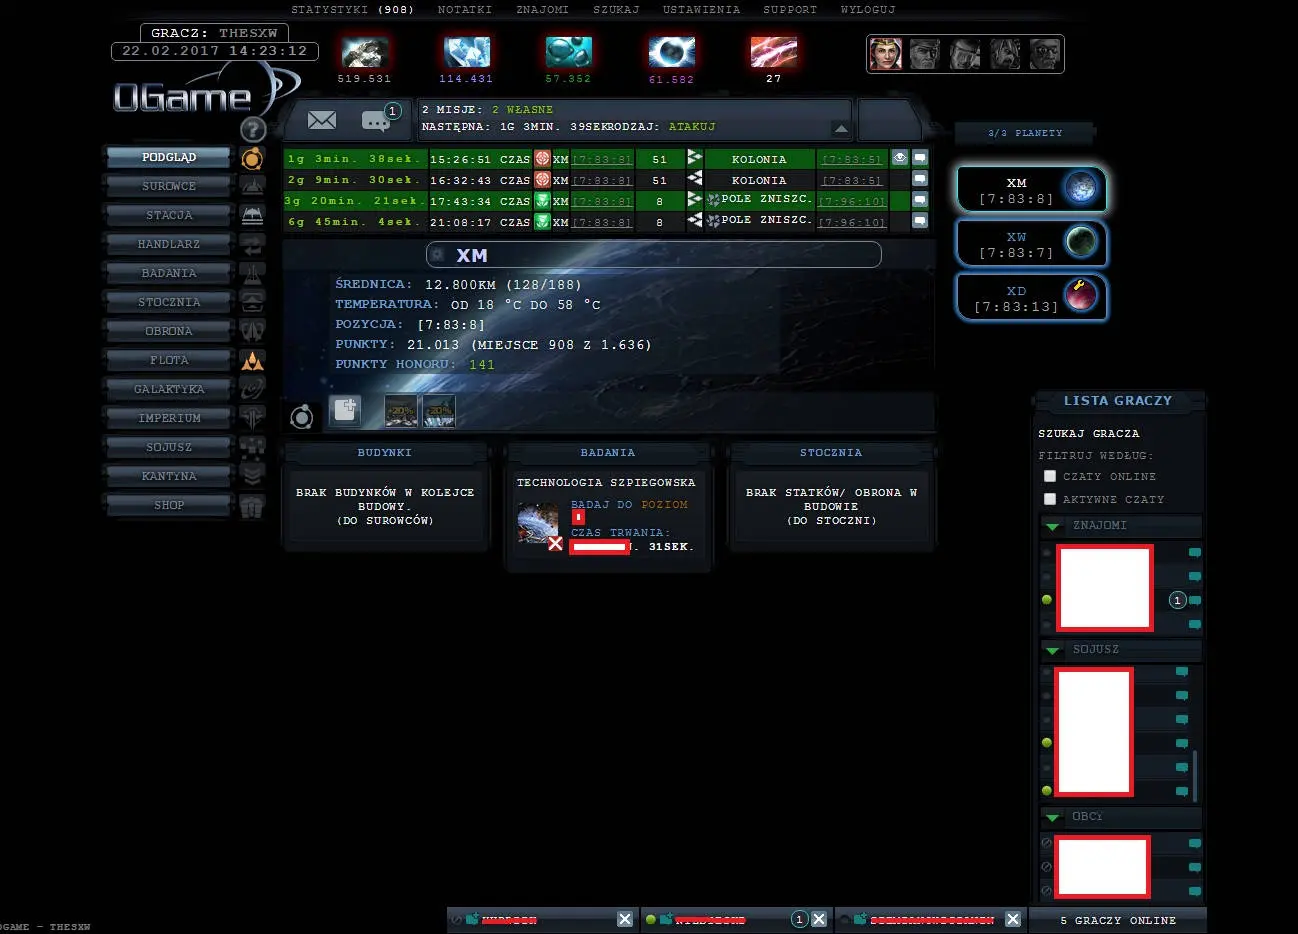 STATYSTYKI (908) NOTATKI ZNAJOMI SZUKAJ USTAWIENIA SUPPORT WYLOGUJ
GRACZ: THESXW
22.02.2017 14:23:12
519.531 114.431 57.352 61.582 27
OGame
?
1
2 MISJE: 2 WŁASNE
NASTĘPNA: 1G 3MIN. 39SEKRODZAJ: ATAKUJ
3/3 PLANETY
1g 3min. 38sek. 15:26:51 CZAS XM [7:83:8] 51 KOLONIA [7:83:5]
2g 9min. 30sek. 16:32:43 CZAS XM [7:83:8] 51 KOLONIA [7:83:5]
3g 20min. 21sek. 17:43:34 CZAS XM [7:83:8] 8 POLE ZNISZC. [7:96:10]
6g 45min. 4sek. 21:08:17 CZAS XM [7:83:8] 8 POLE ZNISZC. [7:96:10]
XM
[7:83:8]
XW
[7:83:7]
XD
[7:83:13]
PODGLĄD
SUROWCE
STACJA
HANDLARZ
BADANIA
STOCZNIA
OBRONA
FLOTA
GALAKTYKA
IMPERIUM
SOJUSZ
KANTYNA
SHOP
XM
ŚREDNICA: 12.800KM (128/188)
TEMPERATURA: OD 18 °C DO 58 °C
POZYCJA: [7:83:8]
PUNKTY: 21.013 (MIEJSCE 908 Z 1.636)
PUNKTY HONORU: 141
+20% +20%
BUDYNKI
BRAK BUDYNKÓW W KOLEJCE
BUDOWY.
(DO SUROWCÓW)
BADANIA
TECHNOLOGIA SZPIEGOWSKA
BADAJ DO POZIOM
CZAS TRWANIA:
31SEK.
STOCZNIA
BRAK STATKÓW/ OBRONA W
BUDOWIE
(DO STOCZNI)
LISTA GRACZY
SZUKAJ GRACZA
FILTRUJ WEDŁUG:
CZATY ONLINE
AKTYWNE CZATY
ZNAJOMI
1
SOJUSZ
OBCY
1
5 GRACZY ONLINE
OGAME - THESXW